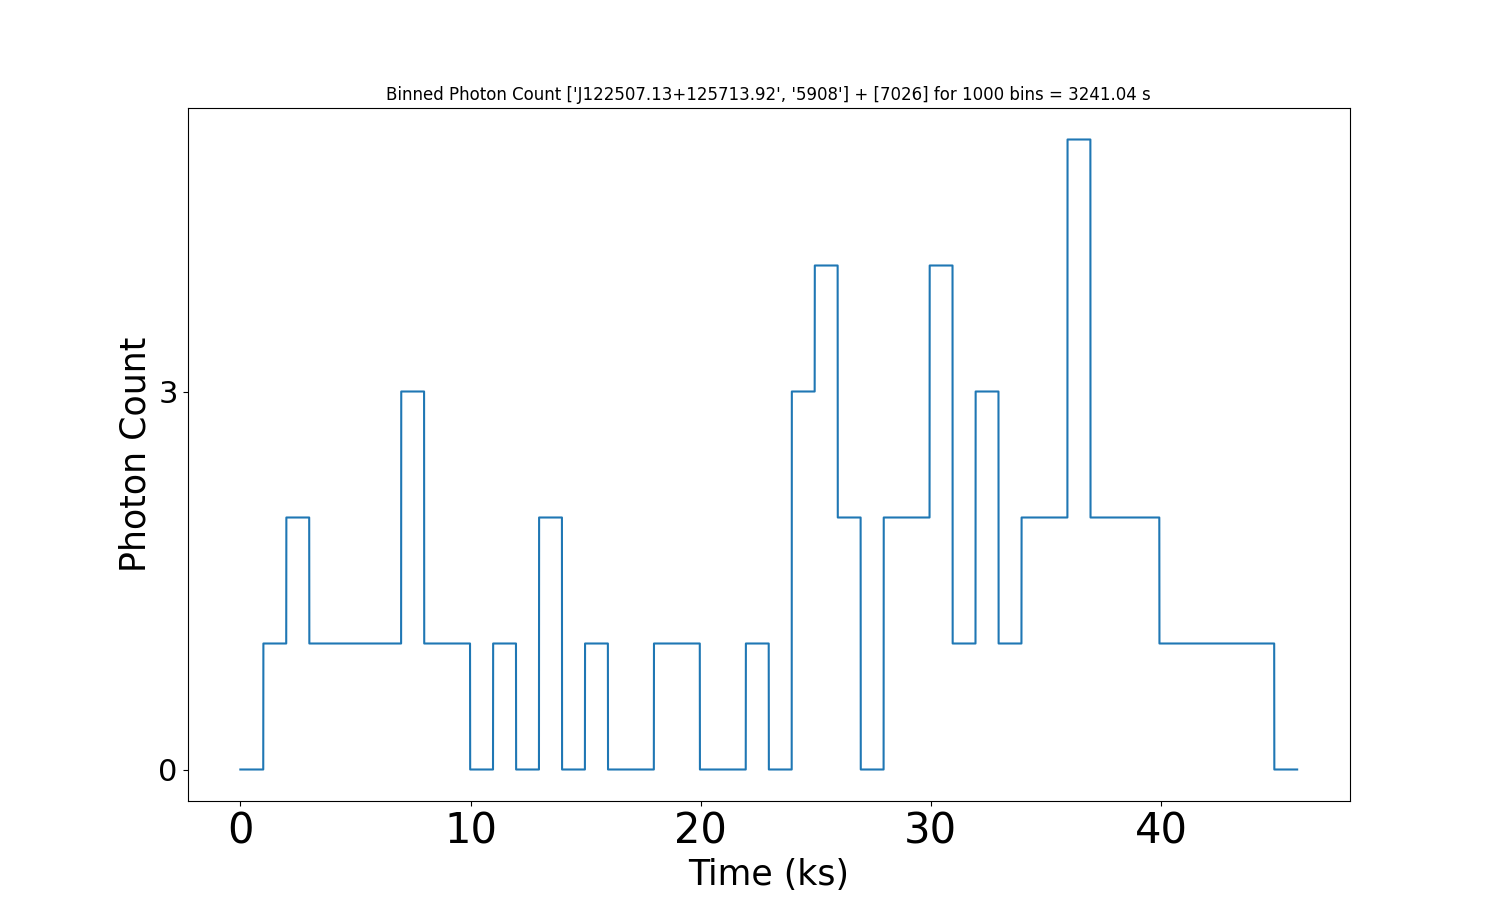 Binned Photon Count ['J122507.13+125713.92', '5908'] + [7026] for 1000 bins = 3241.04 s
Photon Count
3
0
0 10 20 30 40
Time (ks)